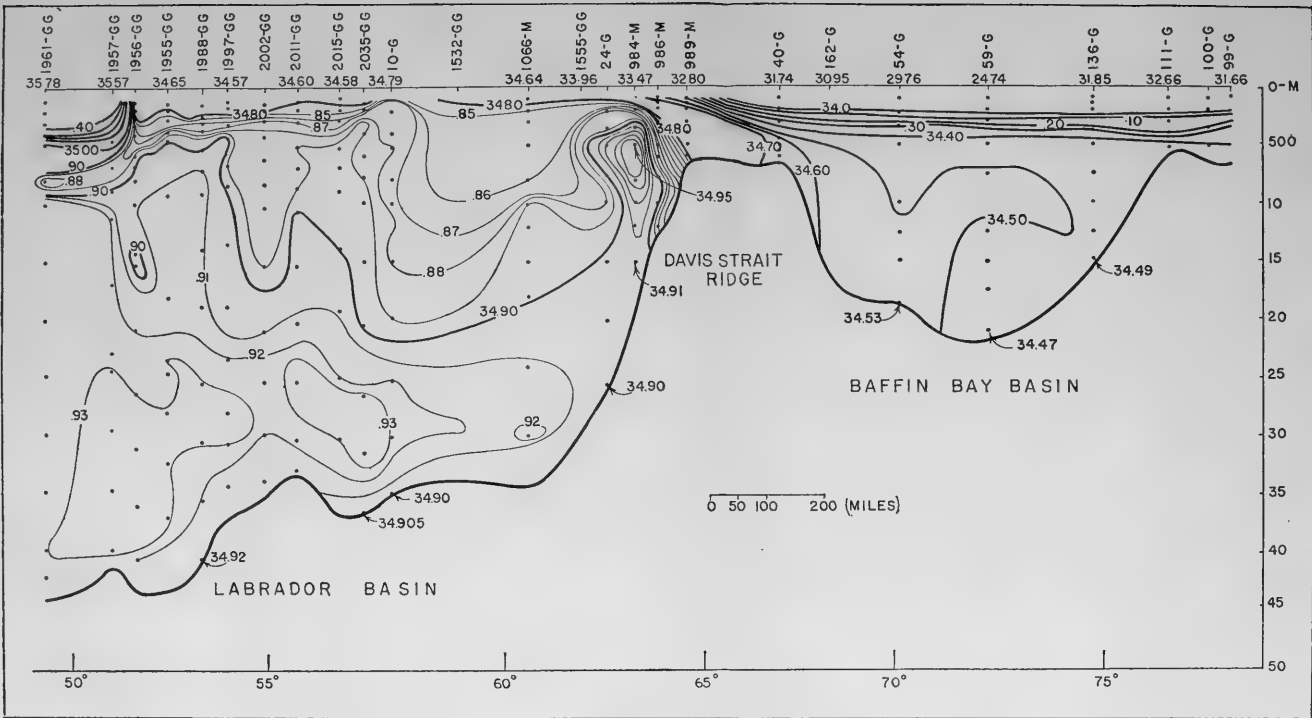 1961-GG 1957-GG 1956-GG 1955-GG 1988-GG 1997-GG 2002-GG 2011-GG 2015-GG 2035-GG 10-G 1532-GG 1066-M 1555-GG 24-G 984-M 986-M 989-M 40-G 162-G 54-G 59-G 136-G 111-G 100-G 99-G
35.78 35.57 34.65 34.57 34.60 34.58 34.79 34.64 33.96 33.47 32.80 31.74 30.95 29.76 24.74 31.85 32.66 31.66
0-M
.40 34.80 .85 34.80 .85 34.80 34.0 .10
.87 .30 .20
35.00 34.40 500
.90 34.70
.88 34.60
.90 .86 34.95 10
34.50
.90 .87
.88 DAVIS STRAIT 15
.91 RIDGE 34.49
34.91
34.90 34.53 20
.92 34.47
34.90 25
BAFFIN BAY BASIN
.93 .93 .92
30
0 50 100 200 (MILES) 35
34.90
34.905
40
34.92
LABRADOR BASIN
45
50
50° 55° 60° 65° 70° 75°